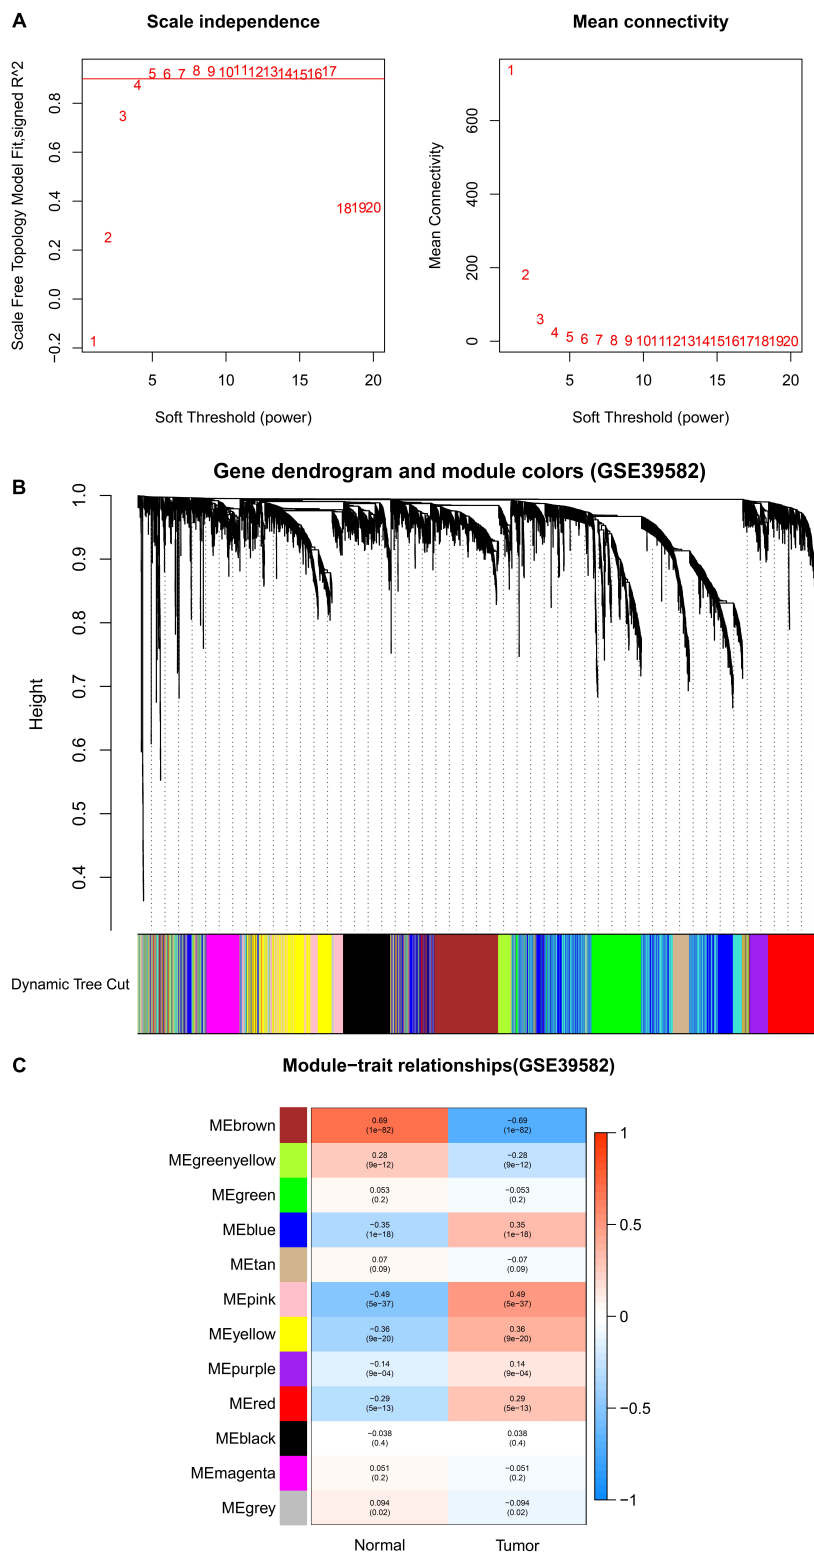 A
Scale independence
Mean connectivity
Scale Free Topology Model Fit,signed R^2
−0.2 0.0 0.2 0.4 0.6 0.8
1 2 3 4 5 6 7 8 9 10 11 12 13 14 15 16 17 18 19 20
5 10 15 20
Soft Threshold (power)
Mean Connectivity
0 200 400 600
1 2 3 4 5 6 7 8 9 10 11 12 13 14 15 16 17 18 19 20
5 10 15 20
Soft Threshold (power)
B
Gene dendrogram and module colors (GSE39582)
Height
1.0
0.9
0.8
0.7
0.6
0.5
0.4
Dynamic Tree Cut
C
Module−trait relationships(GSE39582)
MEbrown 0.69 (1e−82) −0.69 (1e−82)
MEgreenyellow 0.28 (9e−12) −0.28 (9e−12)
MEgreen 0.053 (0.2) −0.053 (0.2)
MEblue −0.35 (1e−18) 0.35 (1e−18)
MEtan 0.07 (0.09) −0.07 (0.09)
MEpink −0.49 (5e−37) 0.49 (5e−37)
MEyellow −0.36 (9e−20) 0.36 (9e−20)
MEpurple −0.14 (9e−04) 0.14 (9e−04)
MEred −0.29 (5e−13) 0.29 (5e−13)
MEblack −0.038 (0.4) 0.038 (0.4)
MEmagenta 0.051 (0.2) −0.051 (0.2)
MEgrey 0.094 (0.02) −0.094 (0.02)
Normal Tumor
1
0.5
0
−0.5
−1